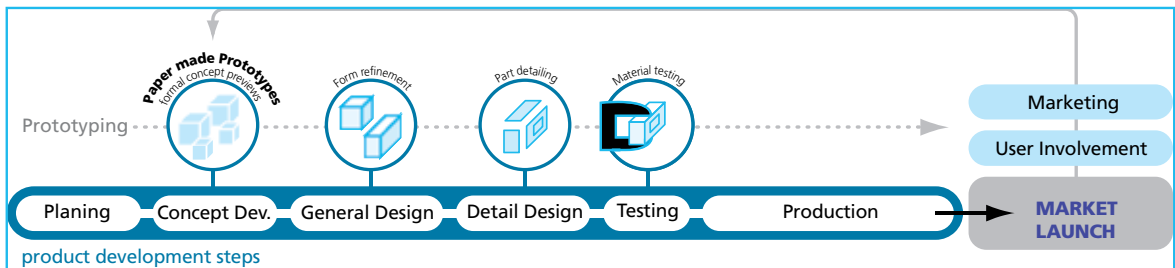 Paper made Prototypes
formal concept previews
Form refinement
Part detailing
Material testing
Prototyping
Marketing
User Involvement
Planing
Concept Dev.
General Design
Detail Design
Testing
Production
MARKET
LAUNCH
product development steps